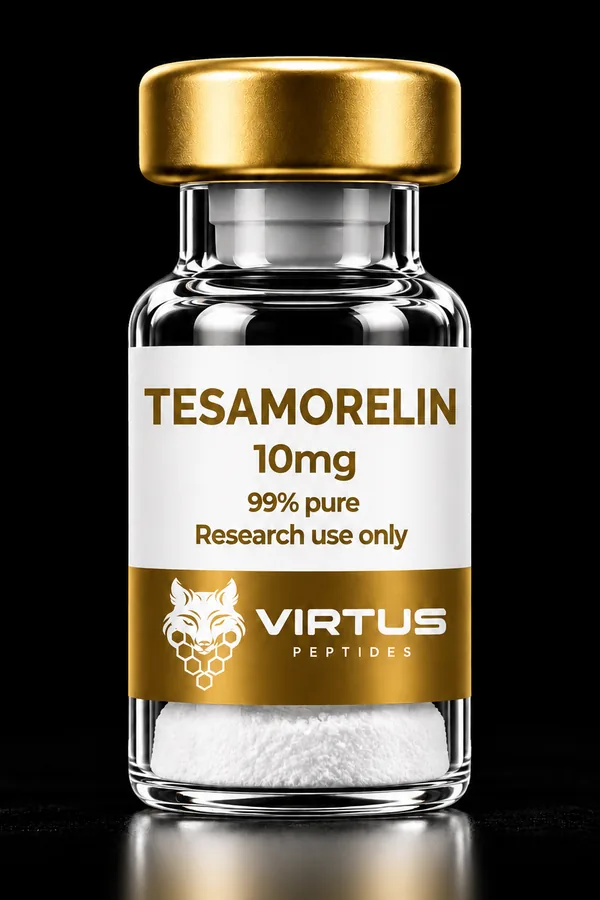 TESAMORELIN
10mg
99% pure
Research use only
VIRTUS
PEPTIDES